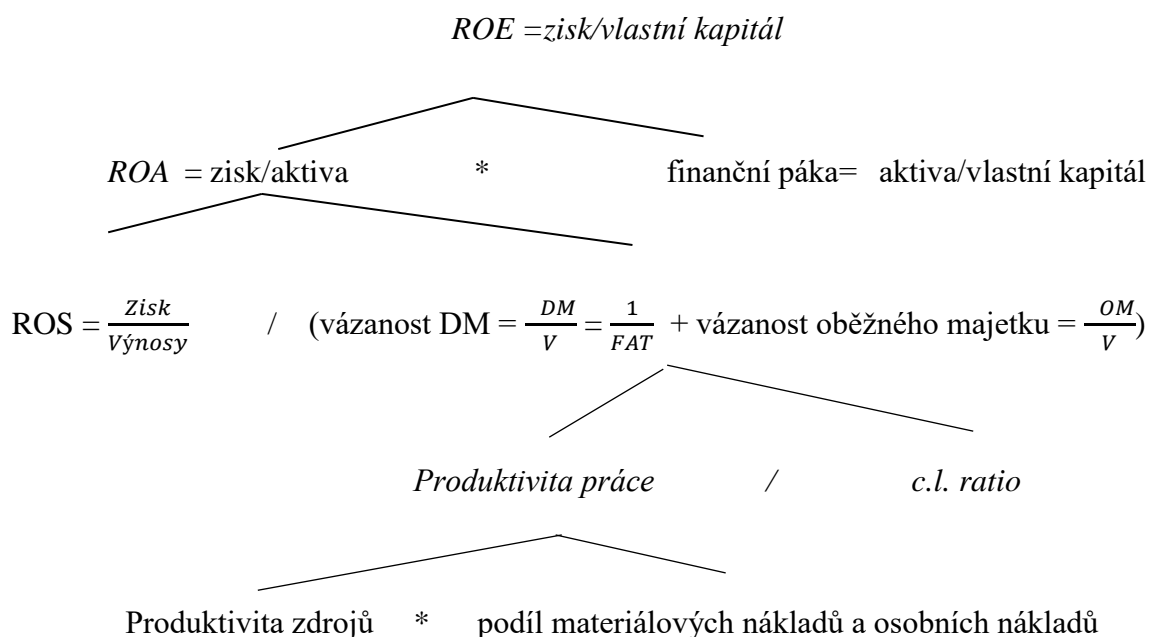 ROE =zisk/vlastní kapitál
ROA = zisk/aktiva * finanční páka= aktiva/vlastní kapitál
ROS = Zisk/Výnosy / (vázanost DM = DM/V = 1/FAT + vázanost oběžného majetku = OM/V)
Produktivita práce / c.l. ratio
Produktivita zdrojů * podíl materiálových nákladů a osobních nákladů